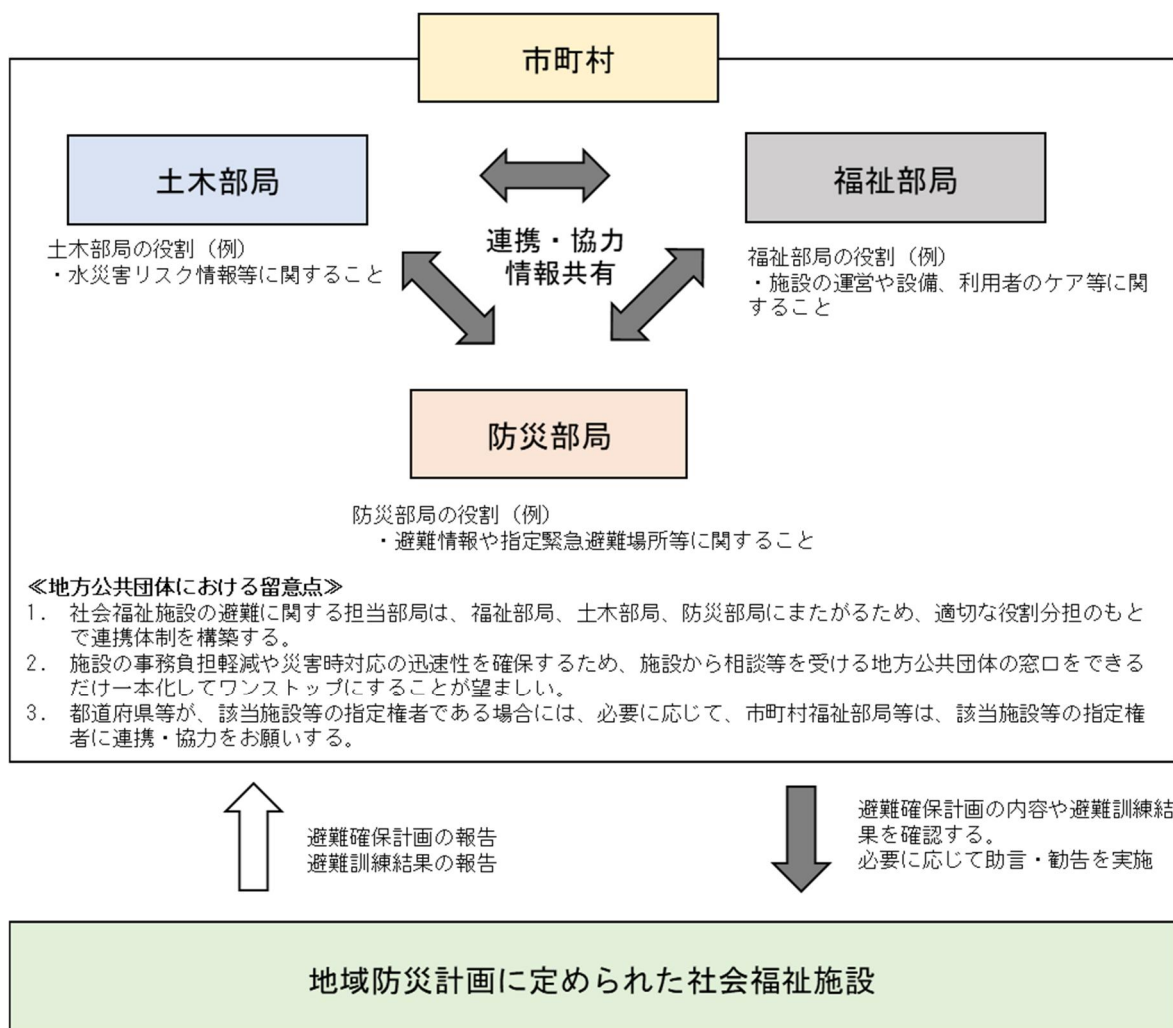 市町村
土木部局
福祉部局
連携・協力
情報共有
土木部局の役割（例）
・水災害リスク情報等に関すること
福祉部局の役割（例）
・施設の運営や設備、利用者のケア等に関
すること
防災部局
防災部局の役割（例）
・避難情報や指定緊急避難場所等に関すること
≪地方公共団体における留意点≫
1. 社会福祉施設の避難に関する担当部局は、福祉部局、土木部局、防災部局にまたがるため、適切な役割分担のもと
で連携体制を構築する。
2. 施設の事務負担軽減や災害時対応の迅速性を確保するため、施設から相談等を受ける地方公共団体の窓口をできる
だけ一本化してワンストップにすることが望ましい。
3. 都道府県等が、該当施設等の指定権者である場合には、必要に応じて、市町村福祉部局等は、該当施設等の指定権
者に連携・協力をお願いする。
避難確保計画の報告
避難訓練結果の報告
避難確保計画の内容や避難訓練結
果を確認する。
必要に応じて助言・勧告を実施
地域防災計画に定められた社会福祉施設